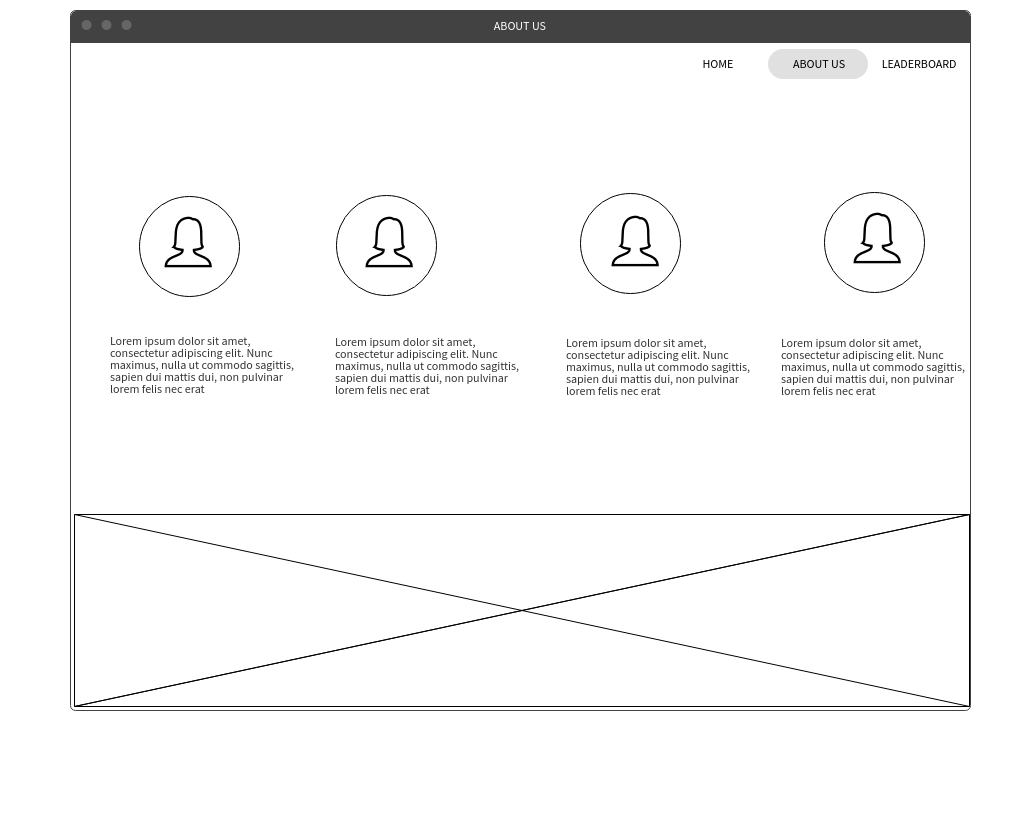 ABOUT US
HOME
ABOUT US
LEADERBOARD
Lorem ipsum dolor sit amet,
consectetur adipiscing elit. Nunc
maximus, nulla ut commodo sagittis,
sapien dui mattis dui, non pulvinar
lorem felis nec erat
Lorem ipsum dolor sit amet,
consectetur adipiscing elit. Nunc
maximus, nulla ut commodo sagittis,
sapien dui mattis dui, non pulvinar
lorem felis nec erat
Lorem ipsum dolor sit amet,
consectetur adipiscing elit. Nunc
maximus, nulla ut commodo sagittis,
sapien dui mattis dui, non pulvinar
lorem felis nec erat
Lorem ipsum dolor sit amet,
consectetur adipiscing elit. Nunc
maximus, nulla ut commodo sagittis,
sapien dui mattis dui, non pulvinar
lorem felis nec erat